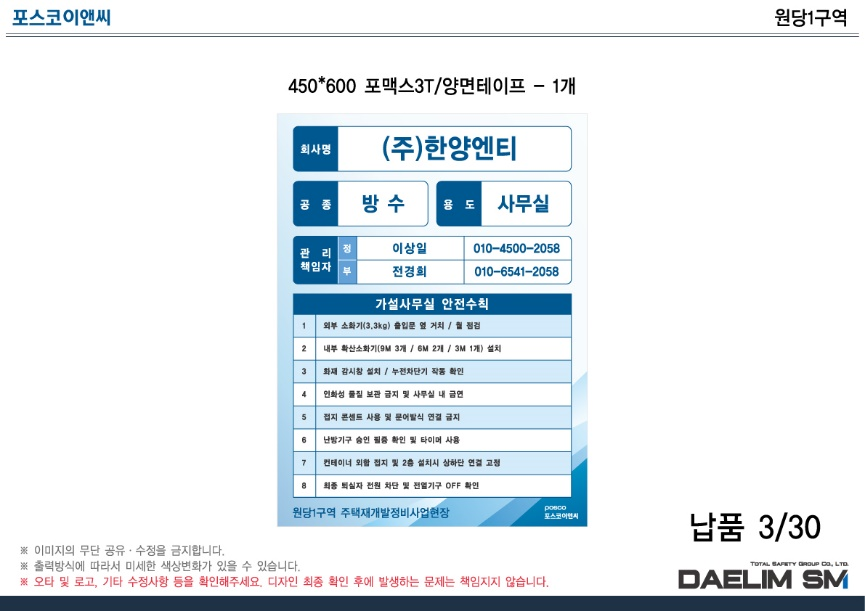 포스코이앤씨
원당1구역
450*600 포맥스3T/양면테이프 - 1개
회사명 (주)한양엔티
공 종 방 수 용 도 사무실
관 리 책임자
정 이상일 010-4500-2058
부 전경희 010-6541-2058
가설사무실 안전수칙
1 외부 소화기(3.3kg) 출입문 옆 거치 / 월 점검
2 내부 확산소화기(9M 3개 / 6M 2개 / 3M 1개) 설치
3 화재 감시창 설치 / 누전차단기 작동 확인
4 인화성 물질 보관 금지 및 사무실 내 금연
5 접지 콘센트 사용 및 문어발식 연결 금지
6 난방기구 승인 필증 확인 및 타이머 사용
7 컨테이너 외함 접지 및 2층 설치시 상하단 연결 고정
8 최종 퇴실자 전원 차단 및 전열기구 OFF 확인
원당1구역 주택재개발정비사업현장
posco
포스코이앤씨
납품 3/30
※ 이미지의 무단 공유·수정을 금지합니다.
※ 출력방식에 따라서 미세한 색상변화가 있을 수 있습니다.
※ 오타 및 로고, 기타 수정사항 등을 확인해주세요. 디자인 최종 확인 후에 발생하는 문제는 책임지지 않습니다.
TOTAL SAFETY GROUP CO., LTD.
DAELIM SM